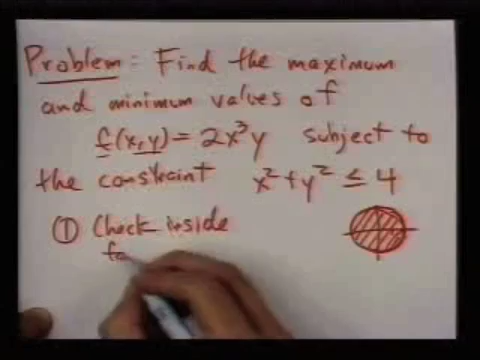 Problem: Find the maximum
and minimum values of
f(x,y) = 2x³y subject to
the constraint x² + y² ≤ 4
① Check inside
fo